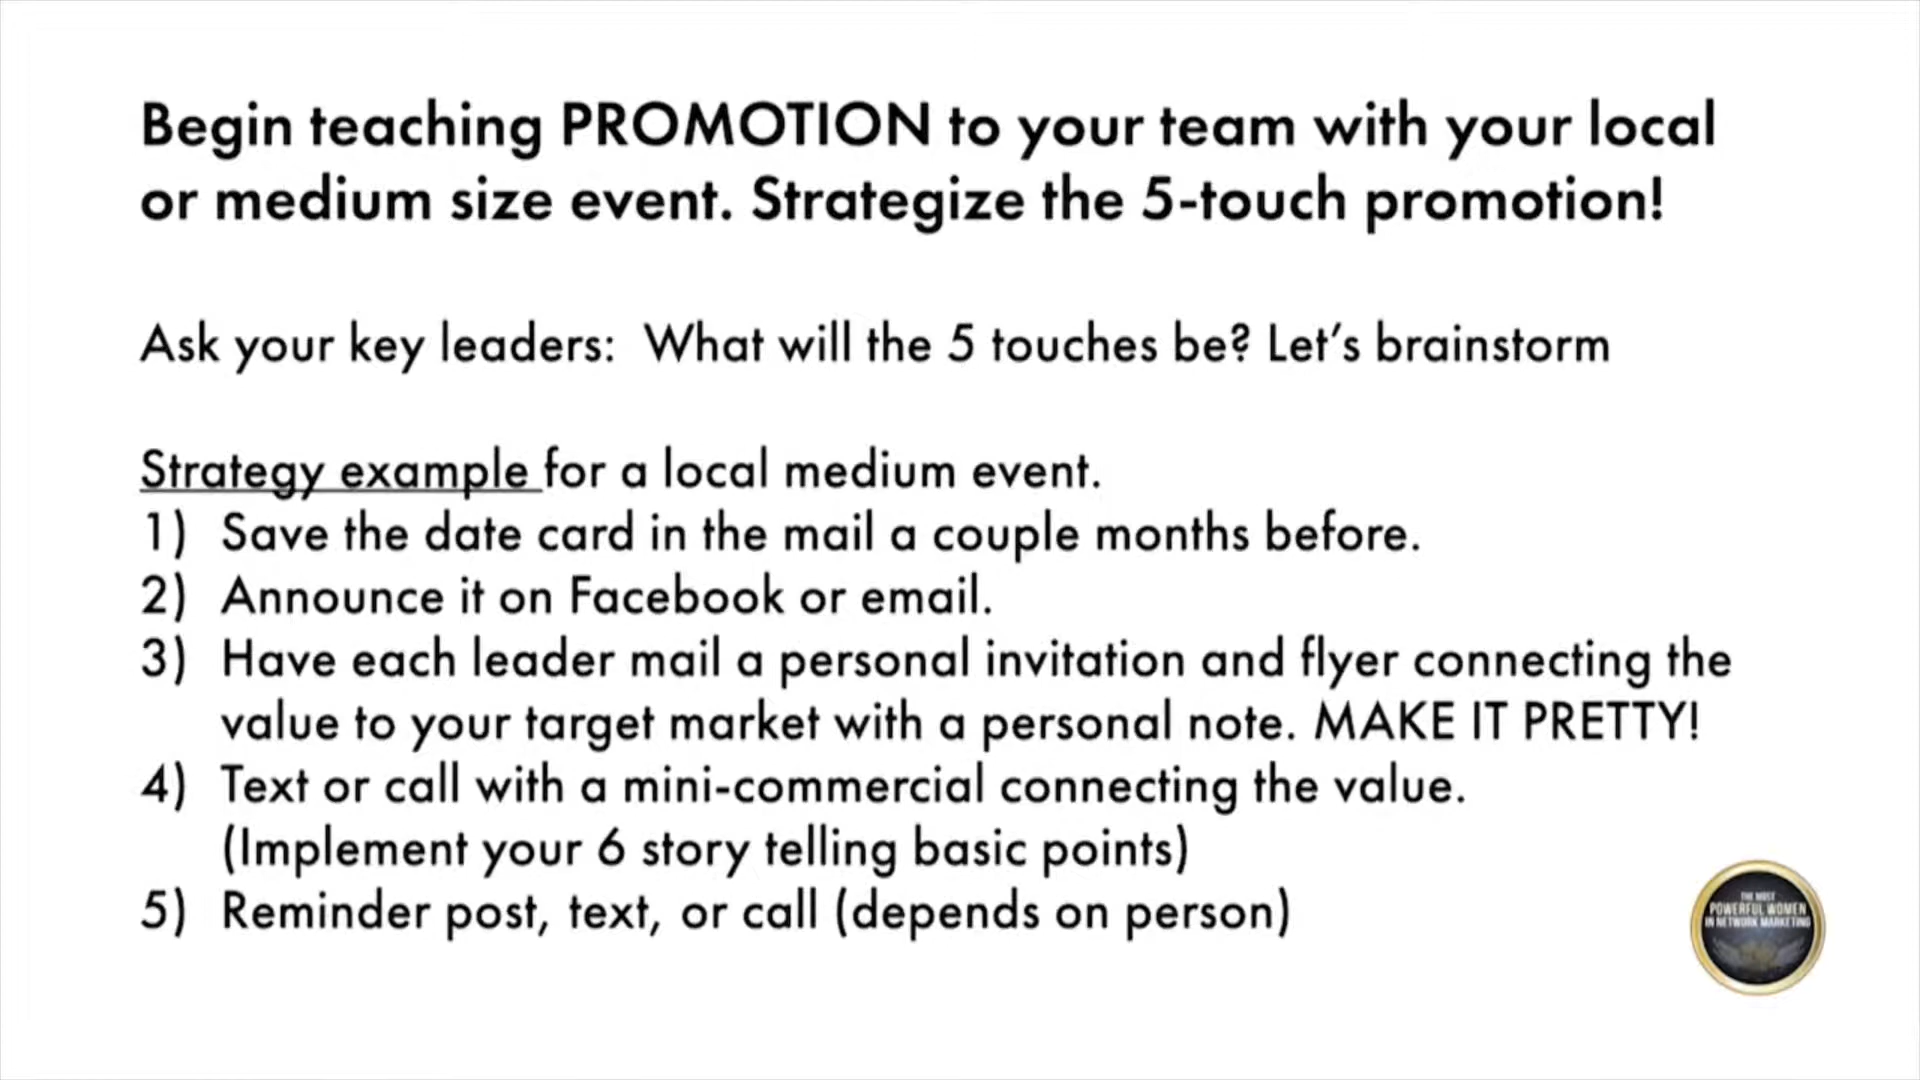 Begin teaching PROMOTION to your team with your local
or medium size event. Strategize the 5-touch promotion!
Ask your key leaders:  What will the 5 touches be? Let's brainstorm
Strategy example for a local medium event.
1) Save the date card in the mail a couple months before.
2) Announce it on Facebook or email.
3) Have each leader mail a personal invitation and flyer connecting the
value to your target market with a personal note. MAKE IT PRETTY!
4) Text or call with a mini-commercial connecting the value.
(Implement your 6 story telling basic points)
5) Reminder post, text, or call (depends on person)
THE MOST
POWERFUL WOMEN
IN NETWORK MARKETING